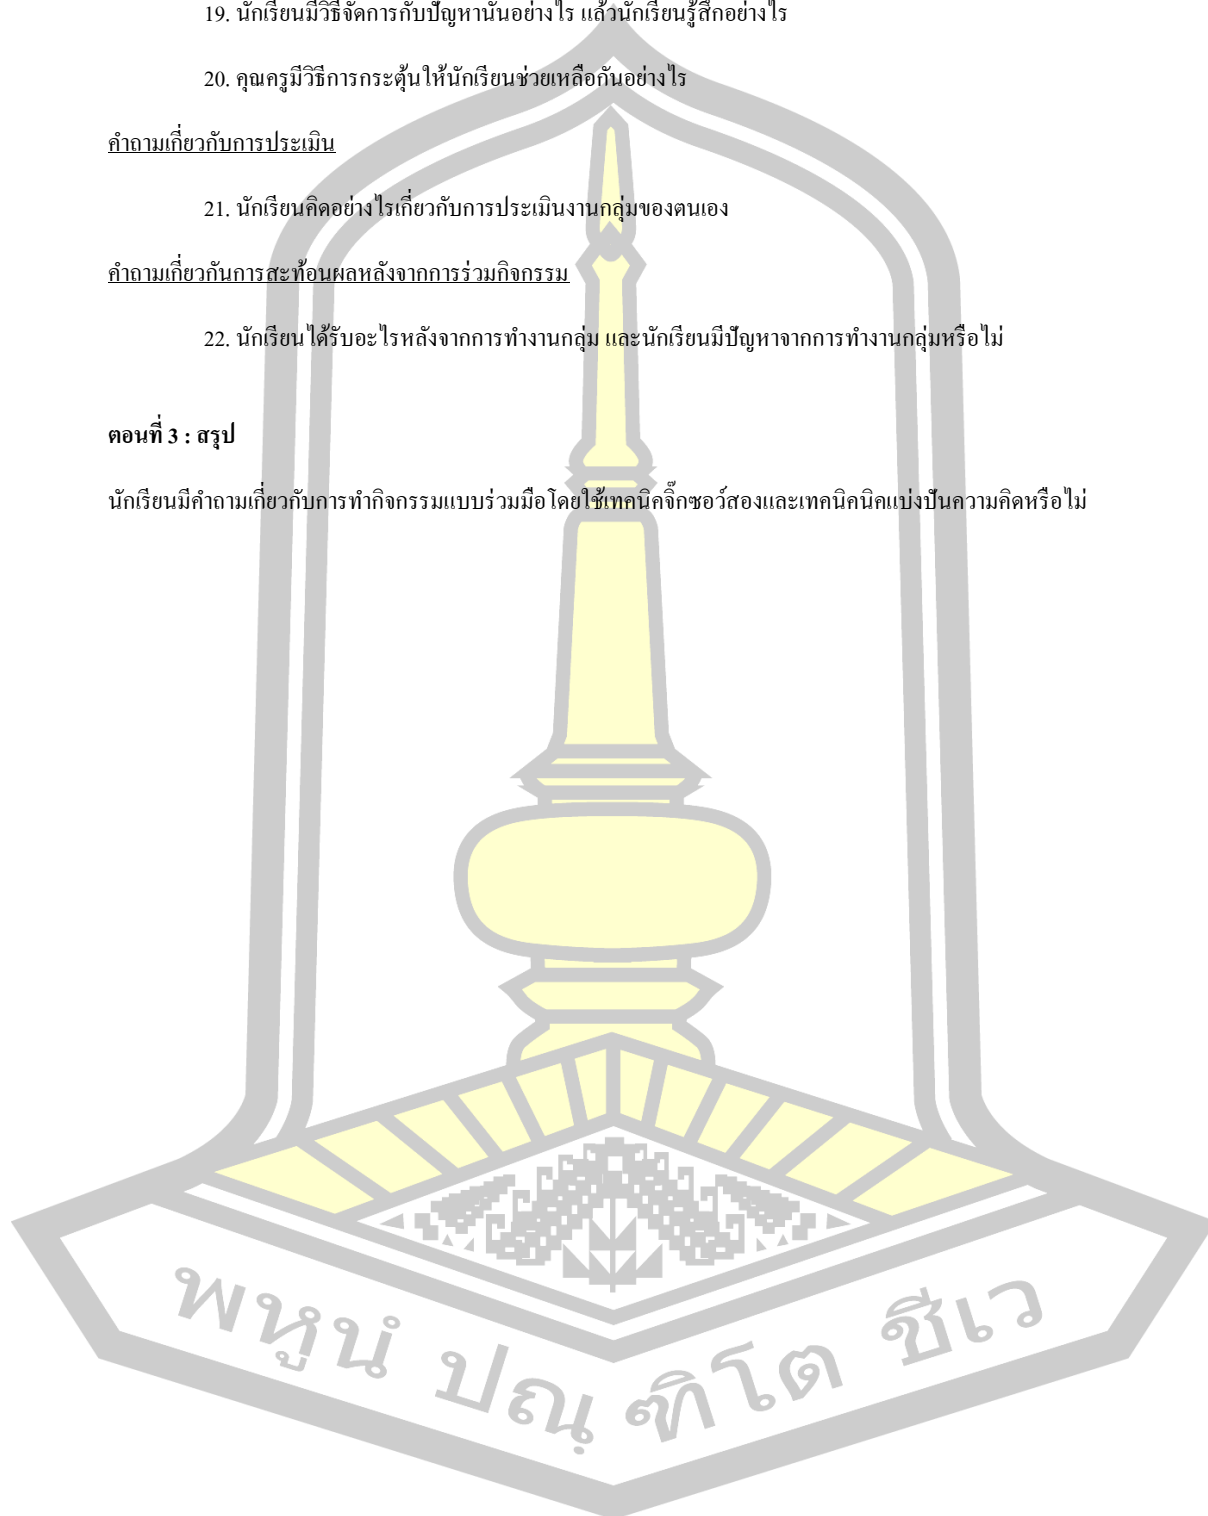 19. นักเรียนมีวิธีจัดการกับปัญหานั้นอย่างไร แล้วนักเรียนรู้สึกอย่างไร
20. คุณครูมีวิธีการกระตุ้นให้นักเรียนช่วยเหลือกันอย่างไร
คำถามเกี่ยวกับการประเมิน
21. นักเรียนคิดอย่างไรเกี่ยวกับการประเมินงานกลุ่มของตนเอง
คำถามเกี่ยวกันการสะท้อนผลหลังจากการร่วมกิจกรรม
22. นักเรียนได้รับอะไรหลังจากการทำงานกลุ่ม และนักเรียนมีปัญหาจากการทำงานกลุ่มหรือไม่
ตอนที่ 3 : สรุป
นักเรียนมีคำถามเกี่ยวกับการทำกิจกรรมแบบร่วมมือโดยใช้เทคนิคจิ๊กซอว์สองและเทคนิคนิคแบ่งปันความคิดหรือไม่
พหูนํ ปณฺฑิโต ชีเว